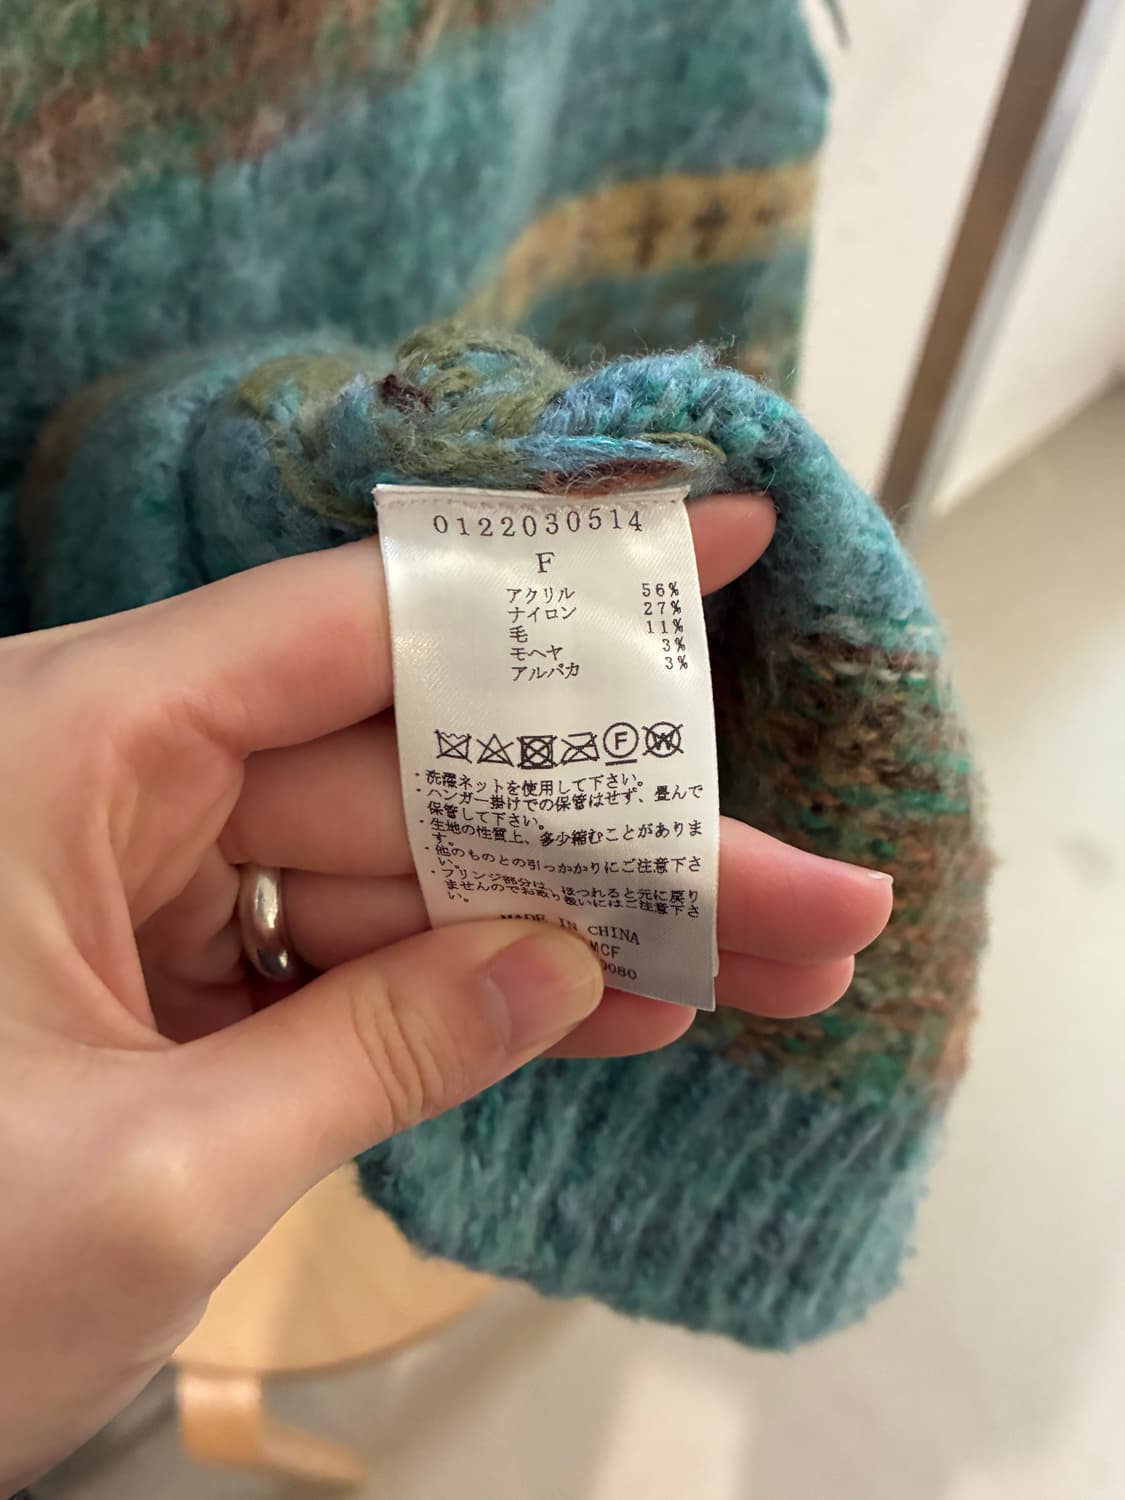 0122030514
F
アクリル 56%
ナイロン 27%
毛 11%
モヘヤ 3%
アルパカ 3%
F W
・洗濯ネットを使用して下さい。
・ハンガー掛けでの保管はせず、畳んで
保管して下さい。
・生地の性質上、多少縮むことがありま
す。
・他のものとの引っかかりにご注意下さ
い。
・フリンジ部分は、ほつれると元に戻り
ませんのでお取り扱いにはご注意下さ
い。
MADE IN CHINA
MCF
0080